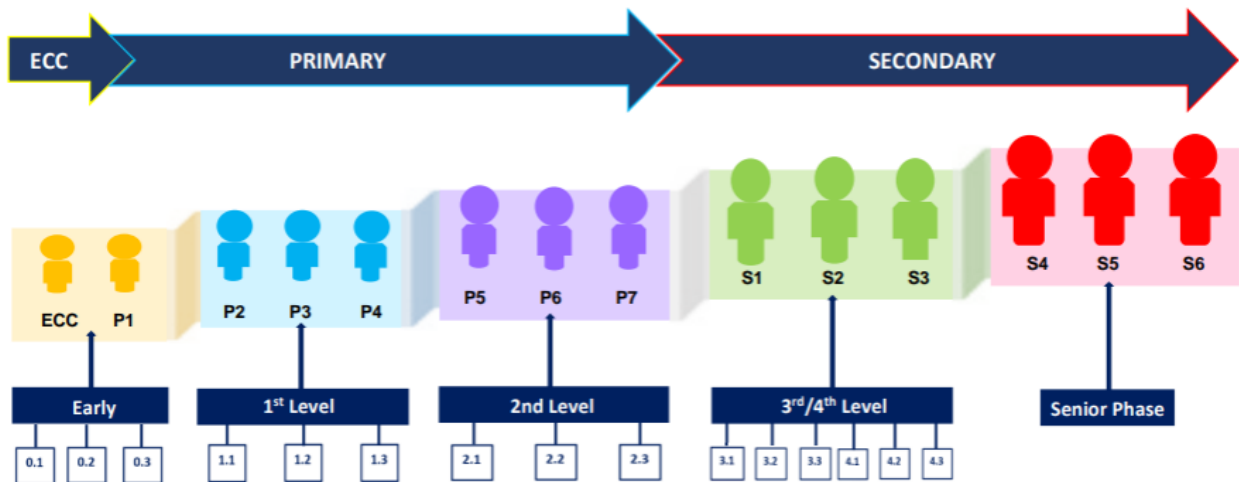 ECC PRIMARY SECONDARY
ECC P1 P2 P3 P4 P5 P6 P7 S1 S2 S3 S4 S5 S6
Early 1st Level 2nd Level 3rd/4th Level Senior Phase
0.1 0.2 0.3 1.1 1.2 1.3 2.1 2.2 2.3 3.1 3.2 3.3 4.1 4.2 4.3